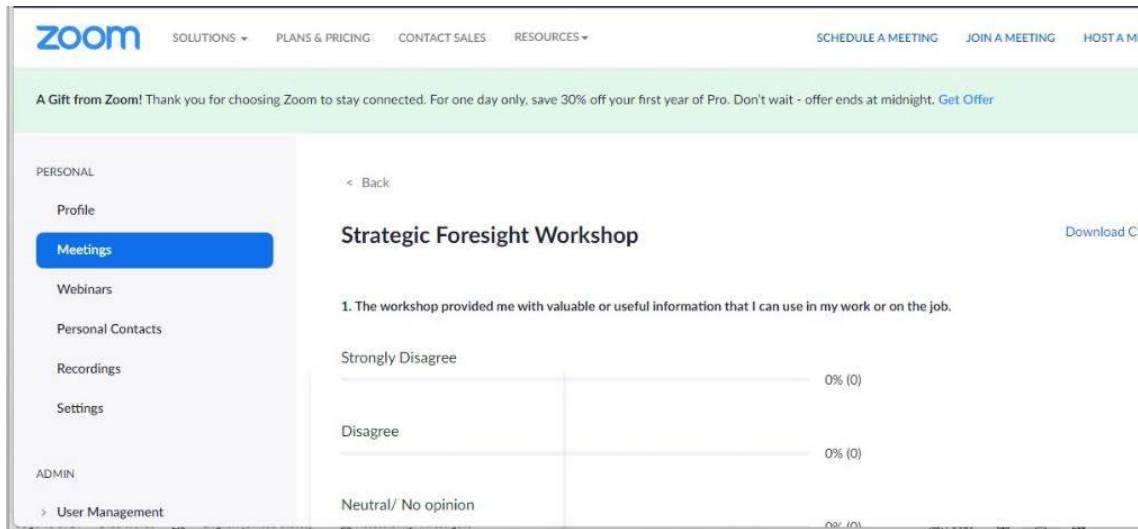 zoom SOLUTIONS PLANS & PRICING CONTACT SALES RESOURCES SCHEDULE A MEETING JOIN A MEETING HOST A
A Gift from Zoom! Thank you for choosing Zoom to stay connected. For one day only, save 30% off your first year of Pro. Don't wait - offer ends at midnight. Get Offer
PERSONAL
Profile
Meetings
Webinars
Personal Contacts
Recordings
Settings
ADMIN
> User Management
< Back
Strategic Foresight Workshop Download
1. The workshop provided me with valuable or useful information that I can use in my work or on the job.
Strongly Disagree
0% (0)
Disagree
0% (0)
Neutral/ No opinion
0% (0)